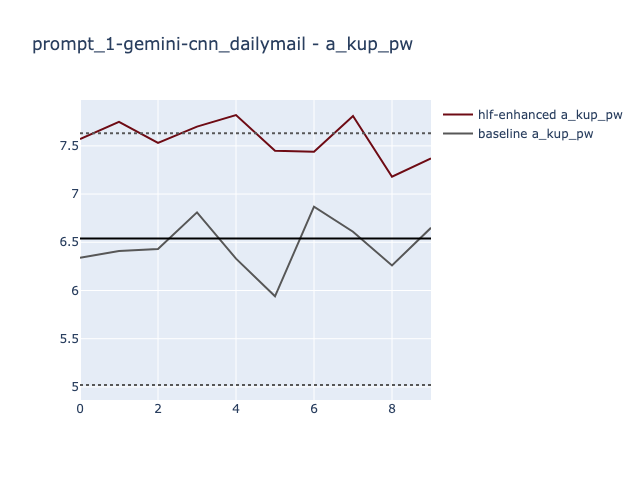 prompt_1-gemini-cnn_dailymail - a_kup_pw
hlf-enhanced a_kup_pw
baseline a_kup_pw
7.5
7
6.5
6
5.5
5
0 2 4 6 8